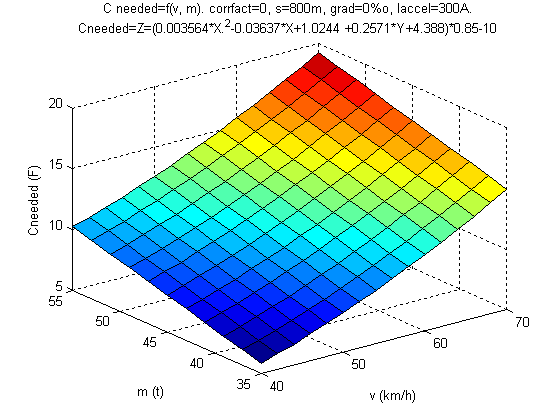 C needed=f(v, m). corrfact=0, s=800m, grad=0%o, Iaccel=300A.
Cneeded=Z=(0.003564*X.^2-0.03637*X+1.0244 +0.2571*Y+4.388)*0.85-10
20
15
10
5
Cneeded (F)
55
50
45
40
35
m (t)
40
50
60
70
v (km/h)